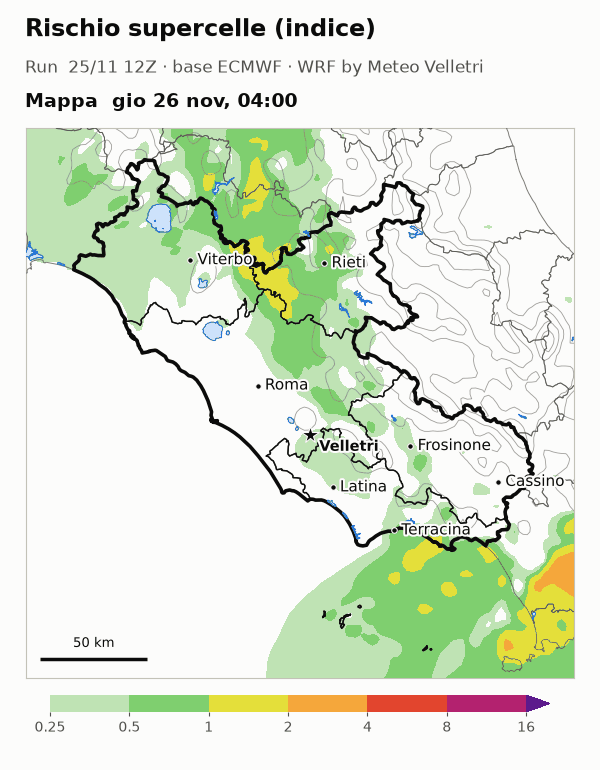 Rischio supercelle (indice)
Run  25/11 12Z · base ECMWF · WRF by Meteo Velletri
Mappa  gio 26 nov, 04:00
Viterbo
Rieti
Roma
Velletri
Frosinone
Latina
Cassino
Terracina
50 km
0.25 0.5 1 2 4 8 16